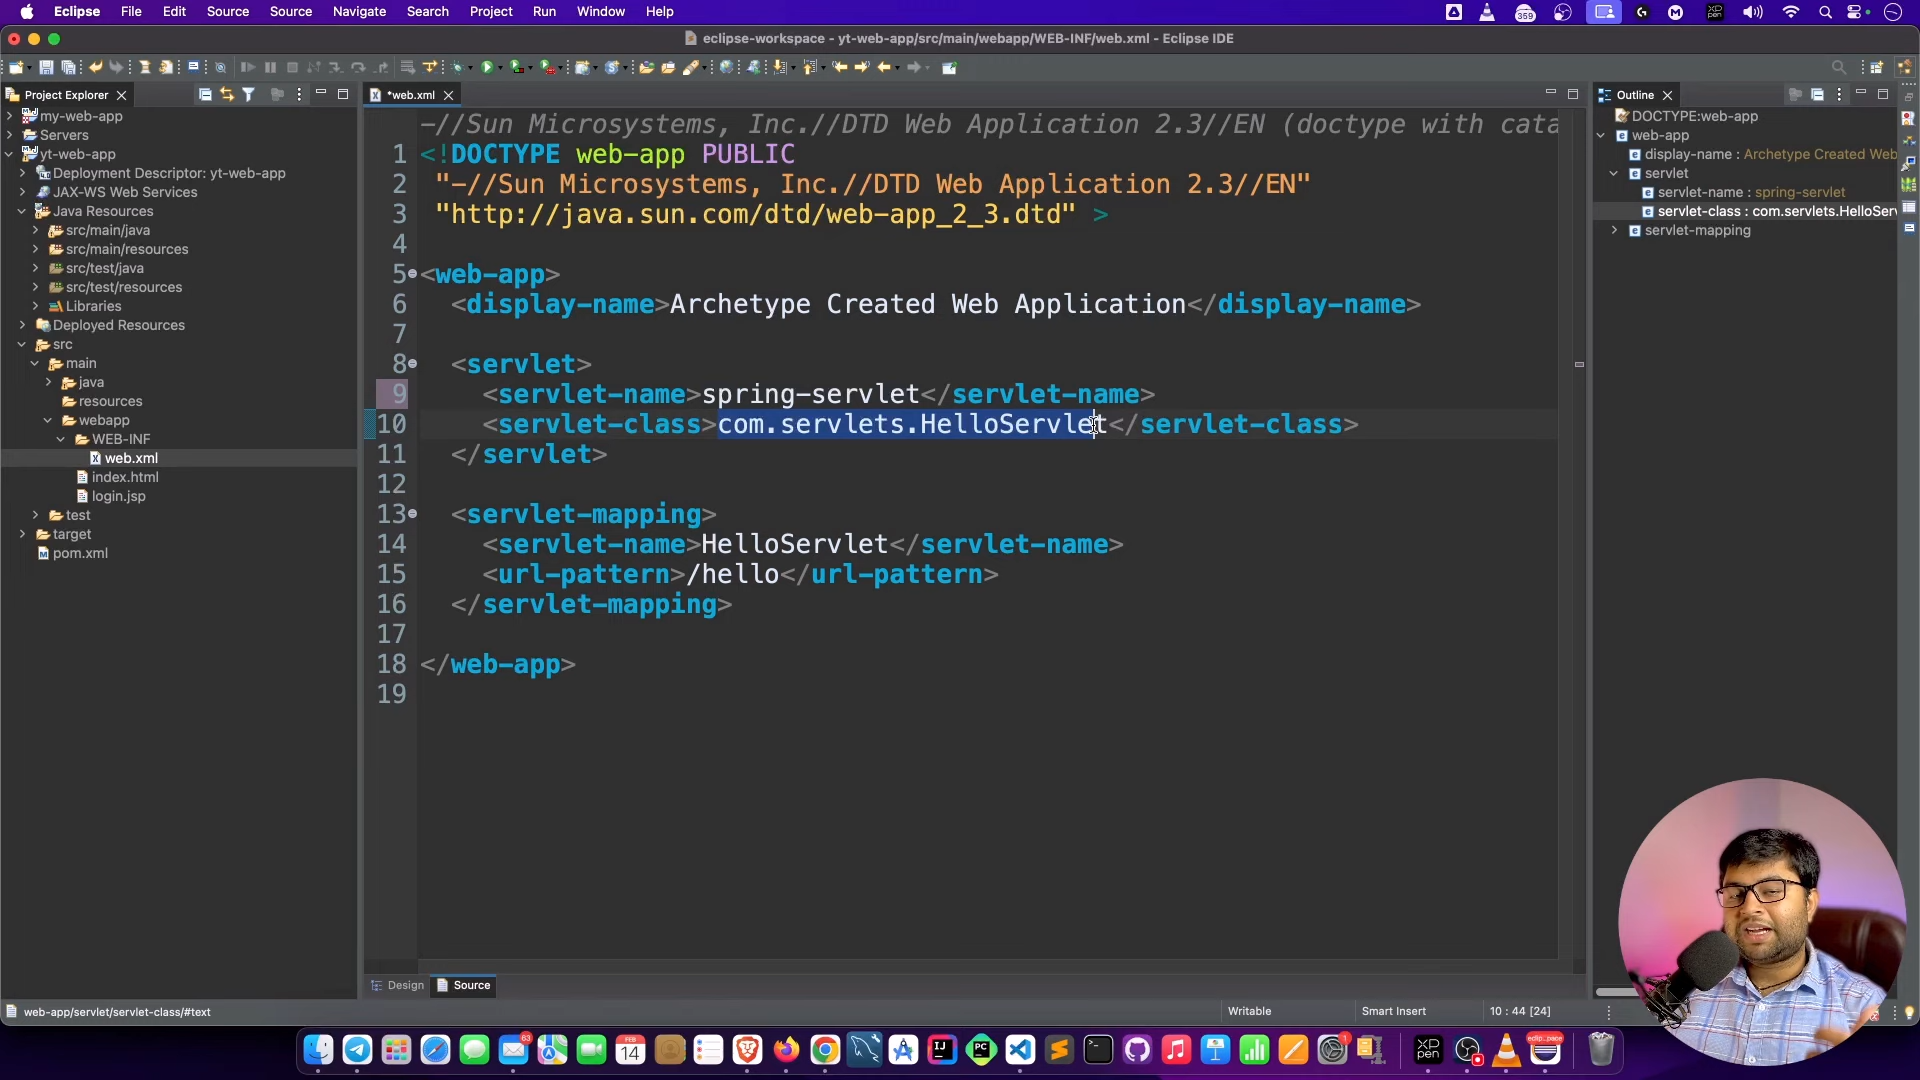 Eclipse File Edit Source Source Navigate Search Project Run Window Help
359
eclipse-workspace - yt-web-app/src/main/webapp/WEB-INF/web.xml - Eclipse IDE
Project Explorer
my-web-app
Servers
yt-web-app
Deployment Descriptor: yt-web-app
JAX-WS Web Services
Java Resources
src/main/java
src/main/resources
src/test/java
src/test/resources
Libraries
Deployed Resources
src
main
java
resources
webapp
WEB-INF
web.xml
index.html
login.jsp
test
target
pom.xml
*web.xml
-//Sun Microsystems, Inc.//DTD Web Application 2.3//EN (doctype with cata
1 <!DOCTYPE web-app PUBLIC
2 "-//Sun Microsystems, Inc.//DTD Web Application 2.3//EN"
3 "http://java.sun.com/dtd/web-app_2_3.dtd" >
4
5 <web-app>
6 <display-name>Archetype Created Web Application</display-name>
7
8 <servlet>
9 <servlet-name>spring-servlet</servlet-name>
10 <servlet-class>com.servlets.HelloServlet</servlet-class>
11 </servlet>
12
13 <servlet-mapping>
14 <servlet-name>HelloServlet</servlet-name>
15 <url-pattern>/hello</url-pattern>
16 </servlet-mapping>
17
18 </web-app>
19
Design Source
Outline
DOCTYPE:web-app
web-app
display-name : Archetype Created Web
servlet
servlet-name : spring-servlet
servlet-class : com.servlets.HelloServ
servlet-mapping
web-app/servlet/servlet-class/#text
Writable
Smart Insert
10 : 44 [24]
63
FEB
14
IJ
PC
1
XP
PEN